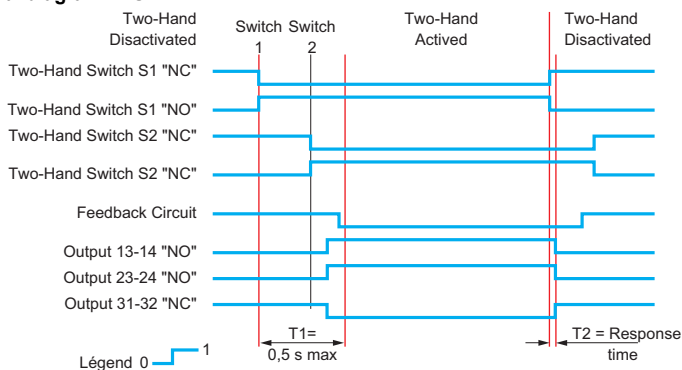 Two-Hand Disactivated
Switch 1
Switch 2
Two-Hand Actived
Two-Hand Disactivated
Two-Hand Switch S1 "NC"
Two-Hand Switch S1 "NO"
Two-Hand Switch S2 "NC"
Two-Hand Switch S2 "NC"
Feedback Circuit
Output 13-14 "NO"
Output 23-24 "NO"
Output 31-32 "NC"
T1=
0,5 s max
T2 = Response time
Légend 0 1